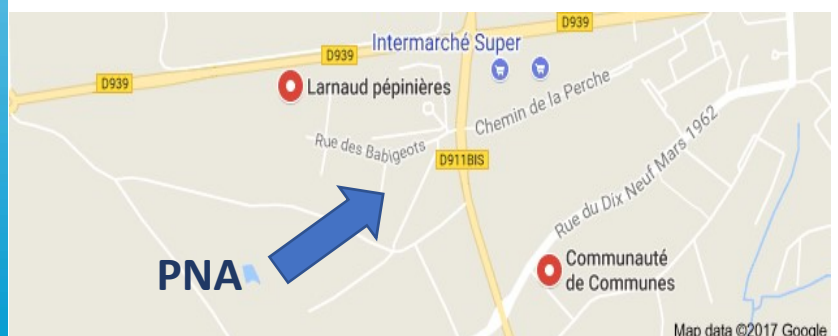 D939
Intermarché Super
D939
D939
Larnaud pépinières
Chemin de la Perche
Rue des Babigeots
D911BIS
Rue du Dix Neuf Mars 1962
Communauté
de Communes
PNA
Map data ©2017 Google